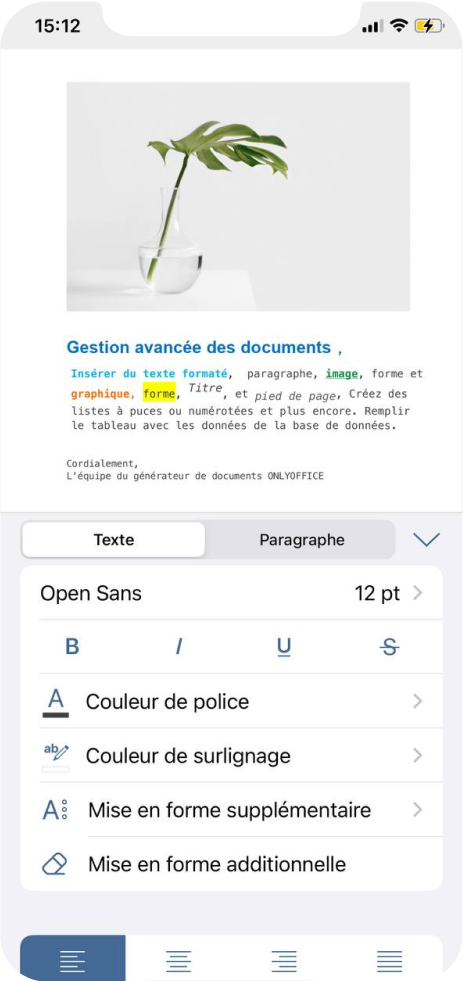 15:12
Gestion avancée des documents ,
Insérer du texte formaté, paragraphe, image, forme et
graphique, forme, Titre, et pied de page, Créez des
listes à puces ou numérotées et plus encore. Remplir
le tableau avec les données de la base de données.
Cordialement,
L'équipe du générateur de documents ONLYOFFICE
Texte Paragraphe
Open Sans 12 pt
B I U S
A Couleur de police
ab Couleur de surlignage
A Mise en forme supplémentaire
Mise en forme additionnelle